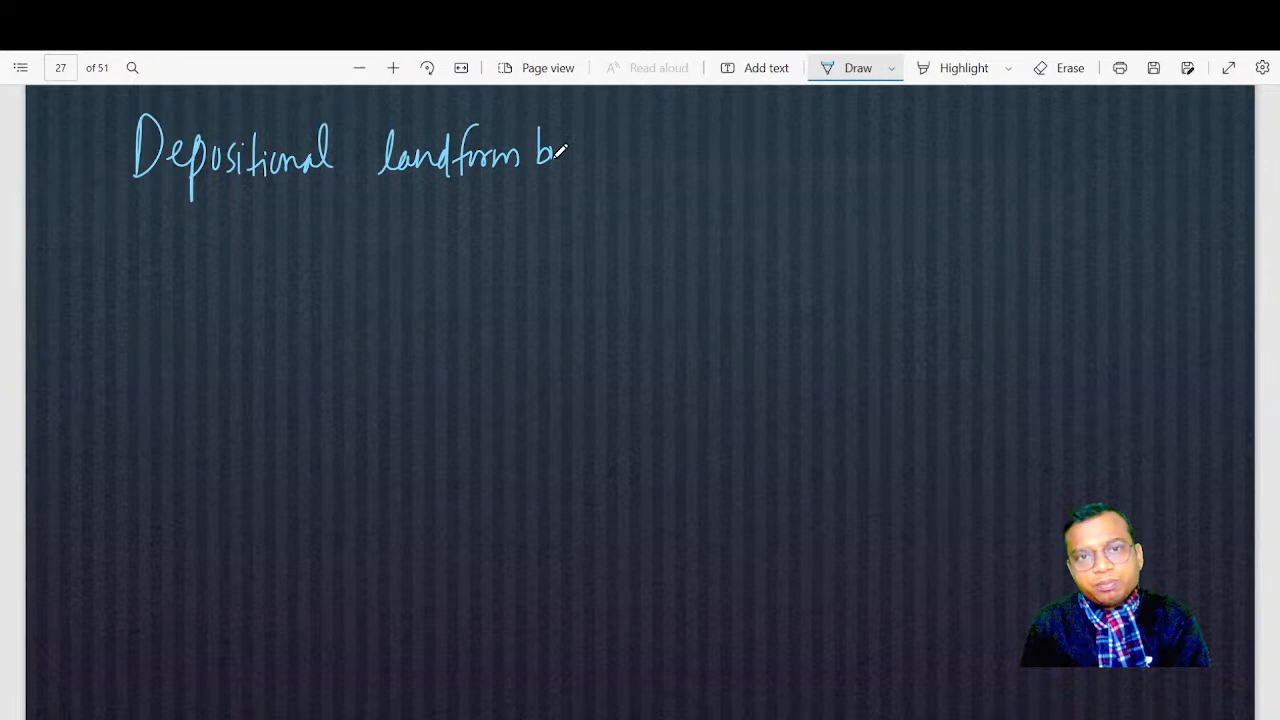 27 of 51 Page view Read aloud Add text Draw Highlight Erase
Depositional landform b